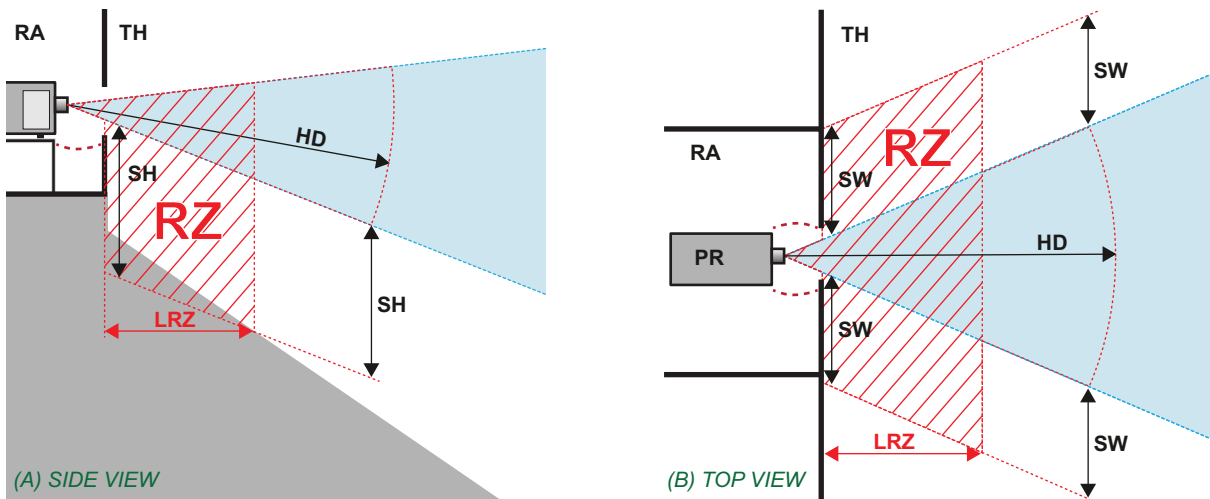 RA
TH
HD
SH
RZ
SH
LRZ
(A) SIDE VIEW
TH
SW
RZ
RA
SW
PR
HD
SW
LRZ
SW
(B) TOP VIEW